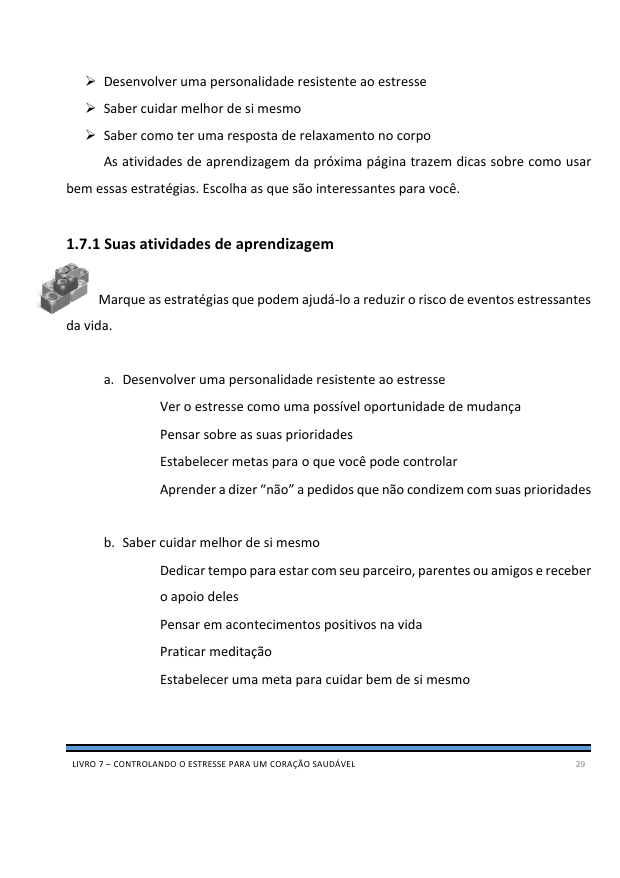 ➢ Desenvolver uma personalidade resistente ao estresse
➢ Saber cuidar melhor de si mesmo
➢ Saber como ter uma resposta de relaxamento no corpo
As atividades de aprendizagem da próxima página trazem dicas sobre como usar
bem essas estratégias. Escolha as que são interessantes para você.
1.7.1 Suas atividades de aprendizagem
Marque as estratégias que podem ajudá-lo a reduzir o risco de eventos estressantes
da vida.
a. Desenvolver uma personalidade resistente ao estresse
Ver o estresse como uma possível oportunidade de mudança
Pensar sobre as suas prioridades
Estabelecer metas para o que você pode controlar
Aprender a dizer “não” a pedidos que não condizem com suas prioridades
b. Saber cuidar melhor de si mesmo
Dedicar tempo para estar com seu parceiro, parentes ou amigos e receber
o apoio deles
Pensar em acontecimentos positivos na vida
Praticar meditação
Estabelecer uma meta para cuidar bem de si mesmo
LIVRO 7 – CONTROLANDO O ESTRESSE PARA UM CORAÇÃO SAUDÁVEL 29